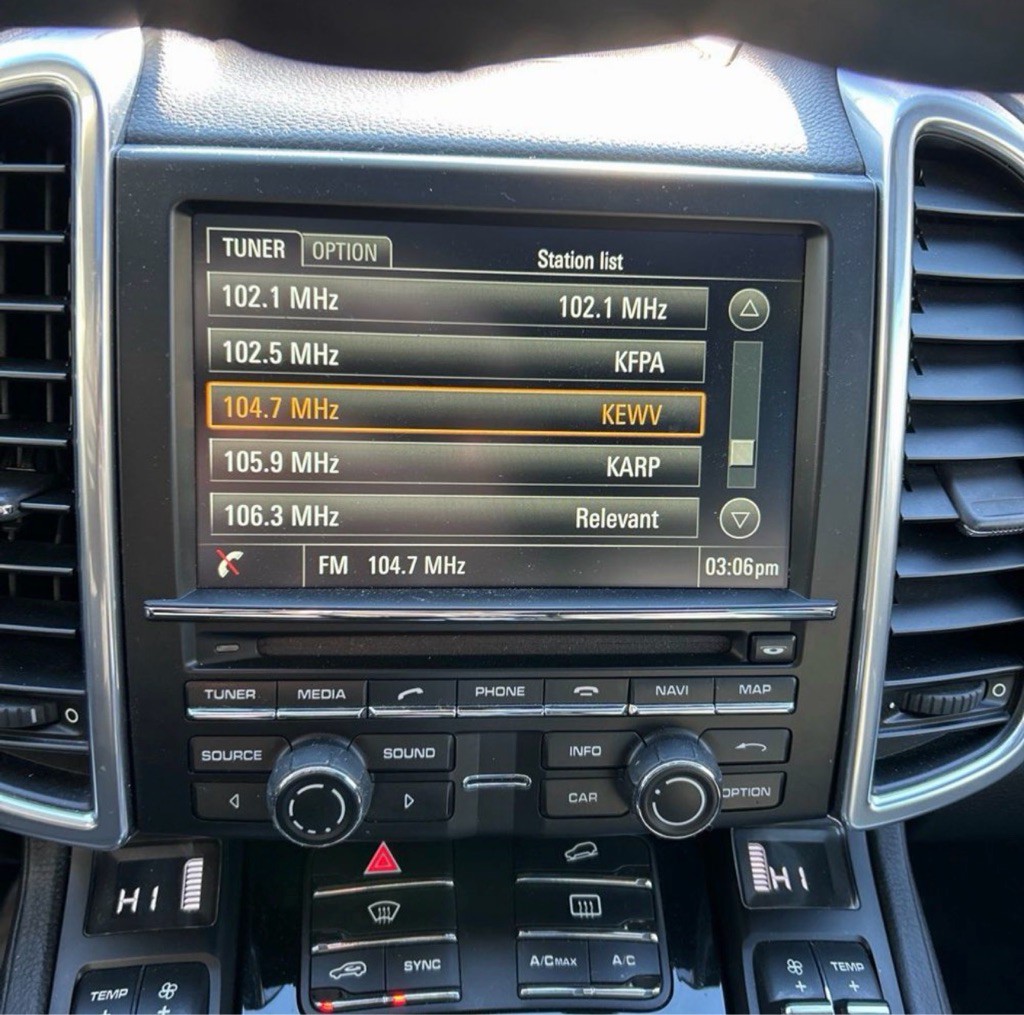 TUNER OPTION Station list
102.1 MHz 102.1 MHz
102.5 MHz KFPA
104.7 MHz KEWV
105.9 MHz KARP
106.3 MHz Relevant
FM 104.7 MHz 03:06pm
TUNER MEDIA PHONE NAVI MAP
SOURCE SOUND INFO
CAR OPTION
HI HI
SYNC A/C MAX A/C
TEMP TEMP
+ + + +